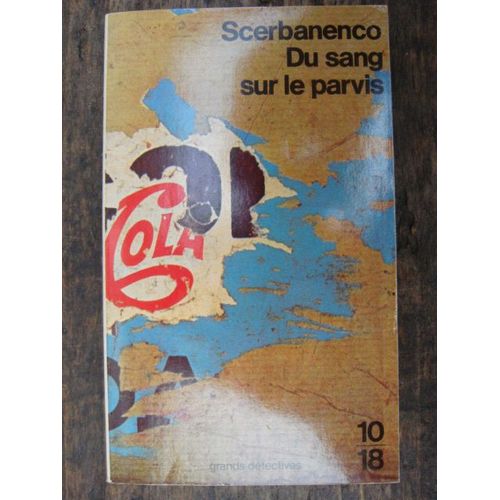 Scerbanenco
Du sang
sur le parvis
COLA
10
18
grands détectives